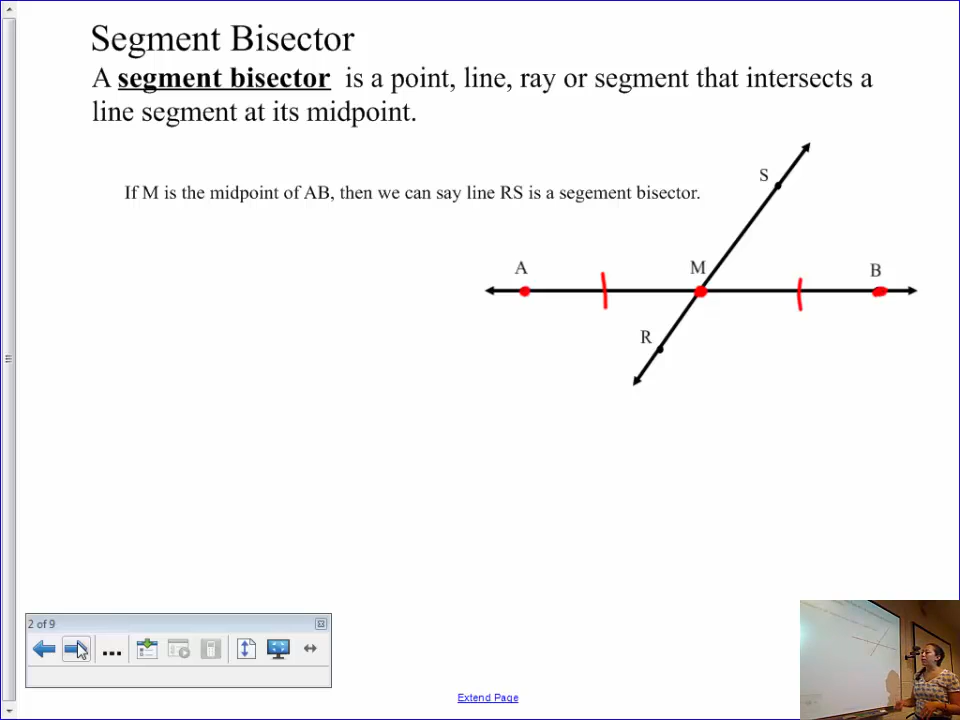 Segment Bisector
A segment bisector is a point, line, ray or segment that intersects a
line segment at its midpoint.
If M is the midpoint of AB, then we can say line RS is a segement bisector.
S
A
M
B
R
2 of 9
Extend Page